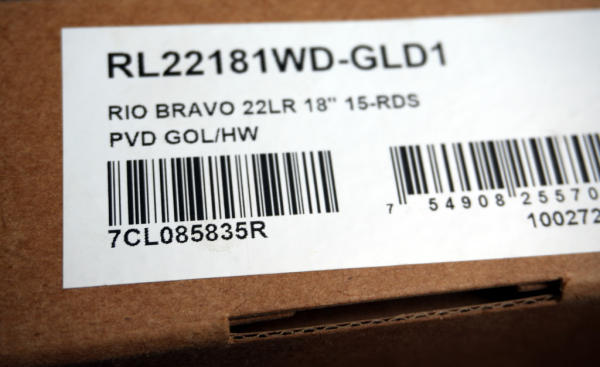 RL22181WD-GLD1
RIO BRAVO 22LR 18" 15-RDS
PVD GOL/HW
7CL085835R
7 54908 25570
100272